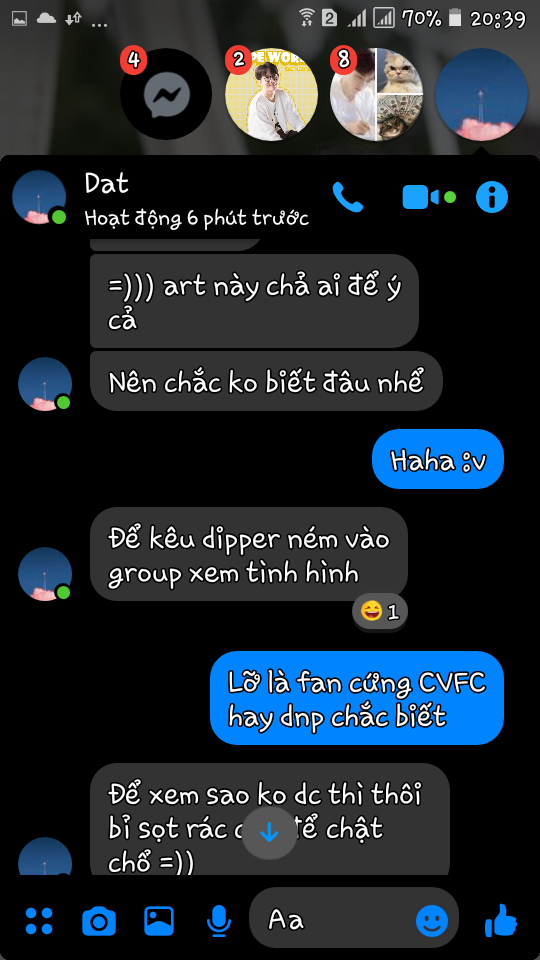 70% 20:39
4
2
8
PE WOR
Dat
Hoạt động 6 phút trước
=))) art này chả ai để ý
cả
Nên chắc ko biết đâu nhể
Haha :v
Để kêu dipper ném vào
group xem tình hình
😄 1
Lỡ là fan cứng CVFC
hay dnp chắc biết
Để xem sao ko dc thì thôi
bỉ sọt rác để chật
chổ =))
Aa